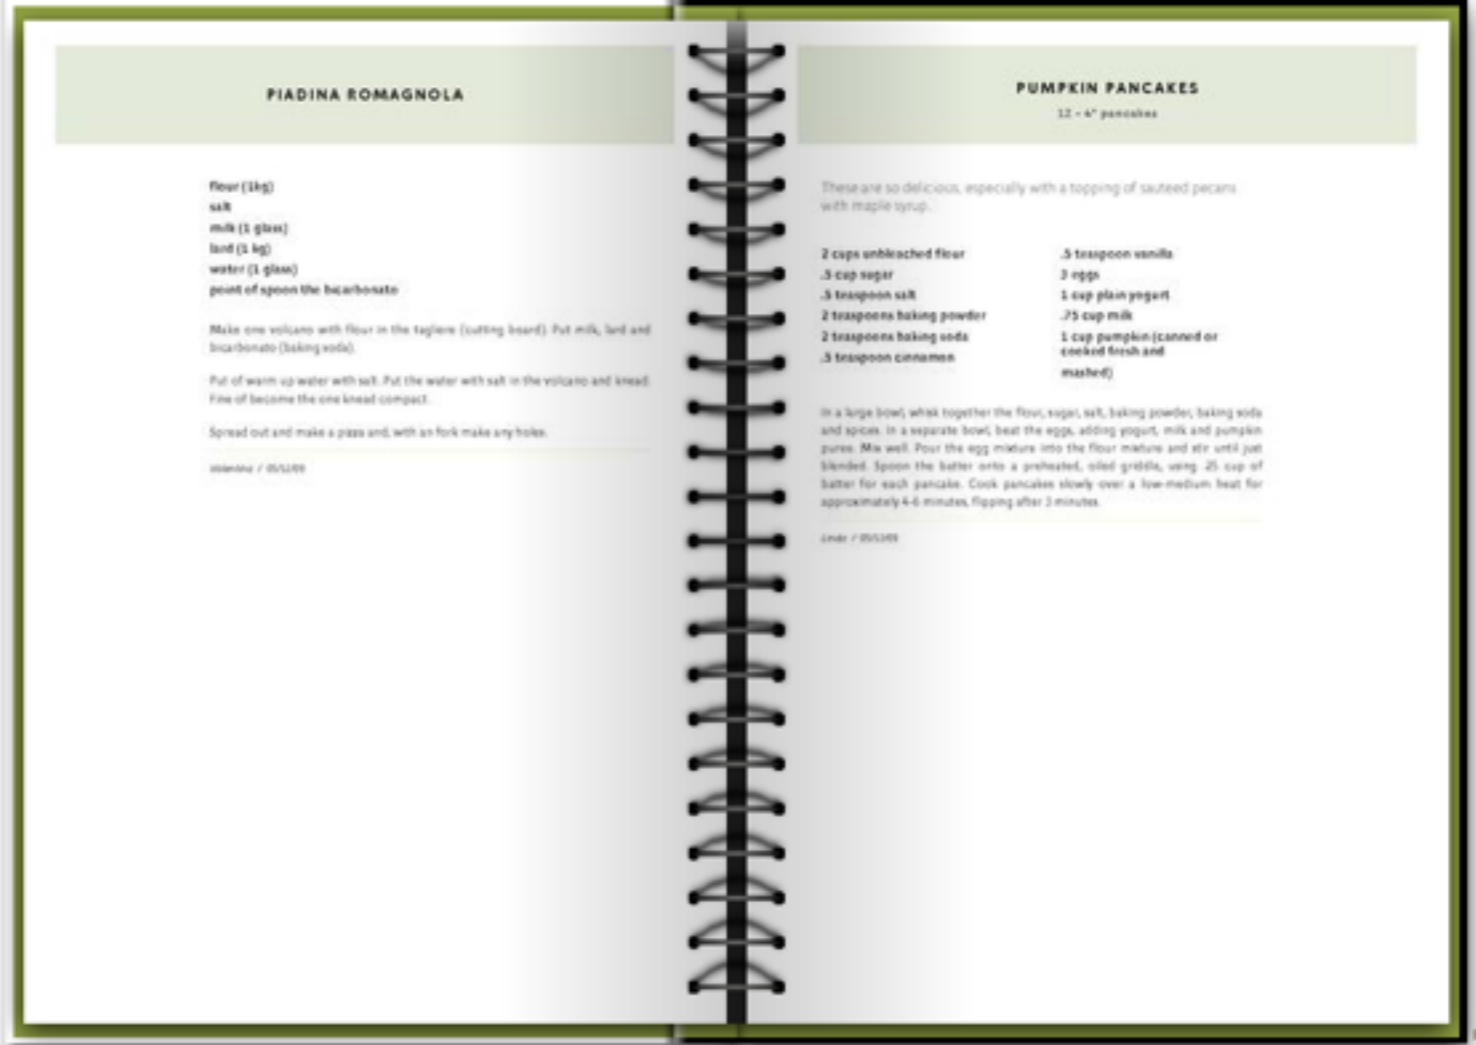 PIADINA ROMAGNOLA
flour (1kg)
salt
milk (1 glass)
lard (1 kg)
water (1 glass)
point of spoon the bicarbonato
Make one volcano with flour in the tagliere (cutting board). Put milk, lard and
bicarbonato (baking soda).
Put of warm up water with salt. Put the water with salt in the volcano and knead.
Fine of become the one knead compact.
Spread out and make a pizza and, with an fork make any holes.
PUMPKIN PANCAKES
12 - 4" pancakes
These are so delicious, especially with a topping of sauteed pecans
with maple syrup.
2 cups unbleached flour
.5 cup sugar
.5 teaspoon salt
2 teaspoons baking powder
2 teaspoons baking soda
.5 teaspoon cinnamon
.5 teaspoon vanilla
3 eggs
1 cup plain yogurt
.75 cup milk
1 cup pumpkin (canned or
cooked fresh and
mashed)
In a large bowl, whisk together the flour, sugar, salt, baking powder, baking soda
and spices. In a separate bowl, beat the eggs, adding yogurt, milk and pumpkin
puree. Mix well. Pour the egg mixture into the flour mixture and stir until just
blended. Spoon the batter onto a preheated, oiled griddle, using .25 cup of
batter for each pancake. Cook pancakes slowly over a low-medium heat for
approximately 4-6 minutes, flipping after 3 minutes.